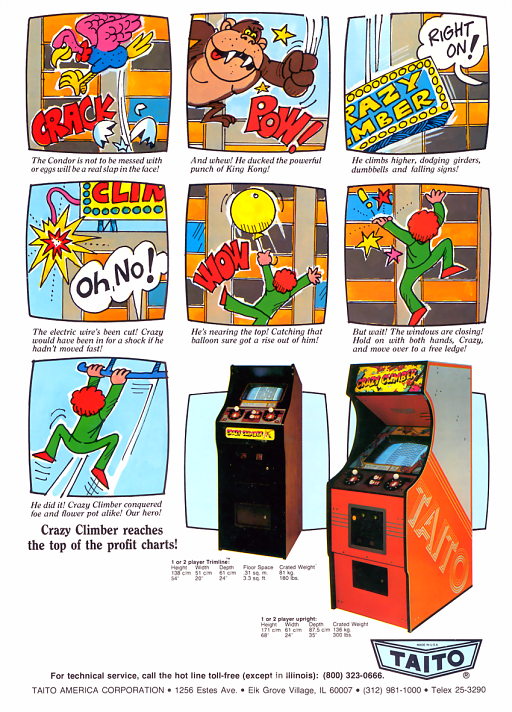 CRACK
The Condor is not to be messed with
or eggs will be a real slap in the face!
POW!
And whew! He ducked the powerful
punch of King Kong!
RIGHT
ON!
RAZY
MBER
He climbs higher, dodging girders,
dumbbells and falling signs!
CLIM
Oh, No!
The electric wire's been cut! Crazy
would have been in for a shock if he
hadn't moved fast!
WOW
He's nearing the top! Catching that
balloon sure got a rise out of him!
!
But wait! The windows are closing!
Hold on with both hands, Crazy,
and move over to a free ledge!
He did it! Crazy Climber conquered
foe and flower pot alike! Our hero!
Crazy Climber reaches
the top of the profit charts!
CRAZY CLIMBER
CRAZY CLIMBER
TAITO
1 or 2 player Trimline:™
Height Width Depth Floor Space Crated Weight
138 c/m 51 c/m 61 c/m .31 sq. m. 81 kg.
54" 20" 24" 3.3 sq. ft. 180 lbs.
1 or 2 player upright:
Height Width Depth Crated Weight
171 c/m 61 c/m 87.5 c/m 136 kg.
68" 24" 35" 300 lbs.
MADE IN U.S.A.
TAITO®
For technical service, call the hot line toll-free (except in Illinois): (800) 323-0666.
TAITO AMERICA CORPORATION • 1256 Estes Ave. • Elk Grove Village, IL 60007 • (312) 981-1000 • Telex 25-3290